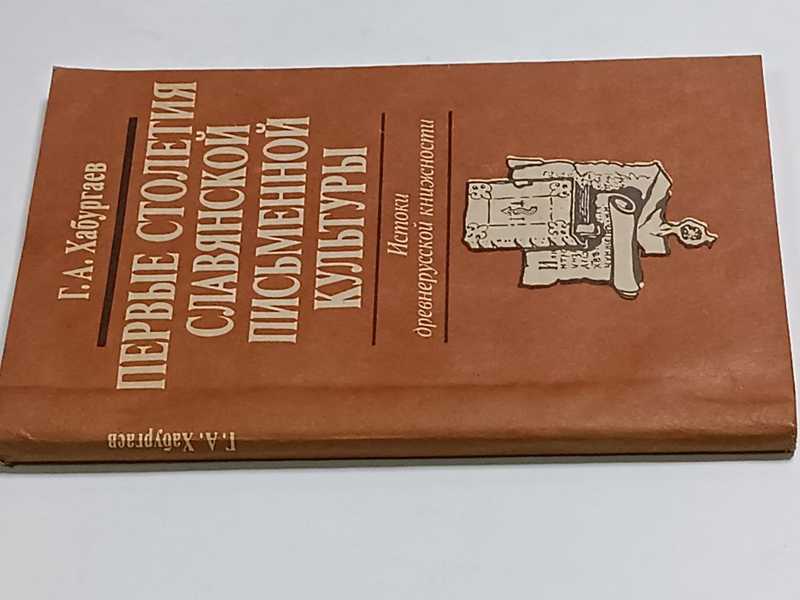 Г.А. Хабургаев
ПЕРВЫЕ СТОЛЕТИЯ
СЛАВЯНСКОЙ
ПИСЬМЕННОЙ
КУЛЬТУРЫ
Истоки
древнерусской книжности
Г. А. Хабургаев